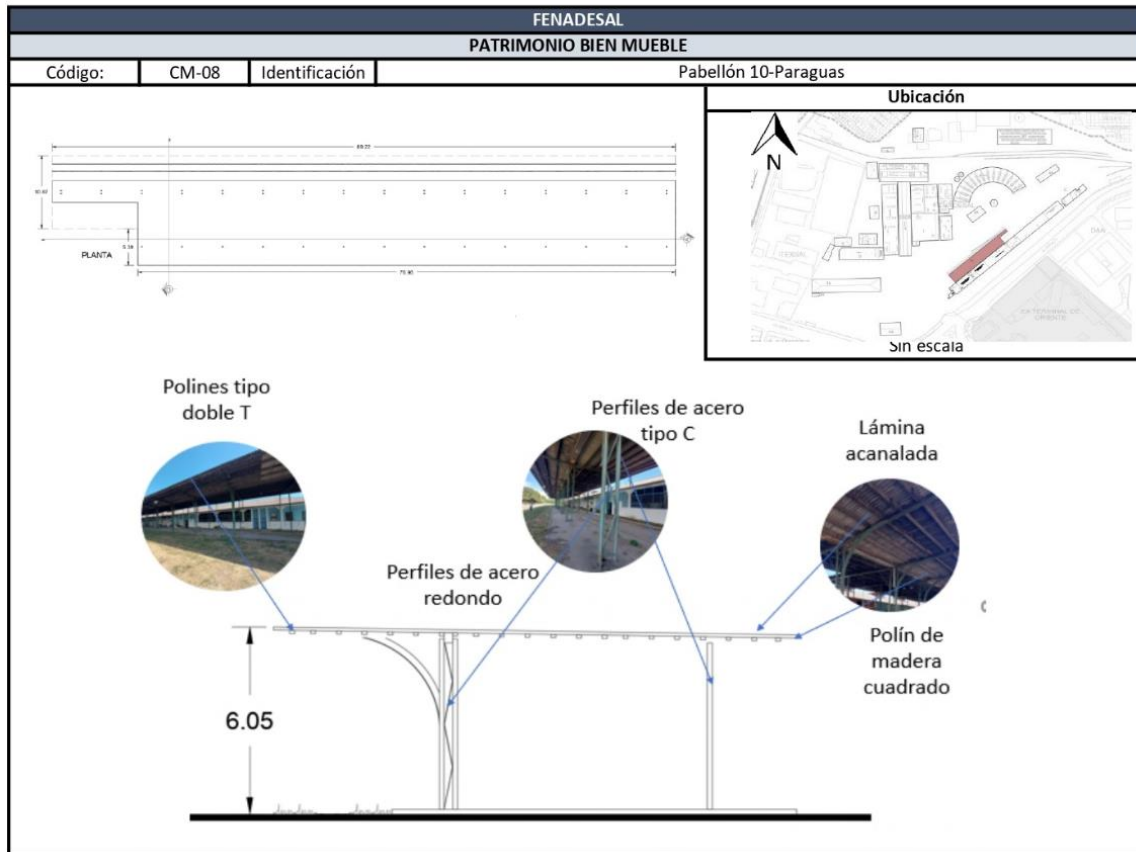 FENADESAL
PATRIMONIO BIEN MUEBLE
Código: CM-08 Identificación Pabellón 10-Paraguas
Ubicación
N
PLANTA
Sin escala
Polines tipo
doble T
Perfiles de acero
tipo C
Lámina
acanalada
Perfiles de acero
redondo
Polín de
madera
cuadrado
6.05